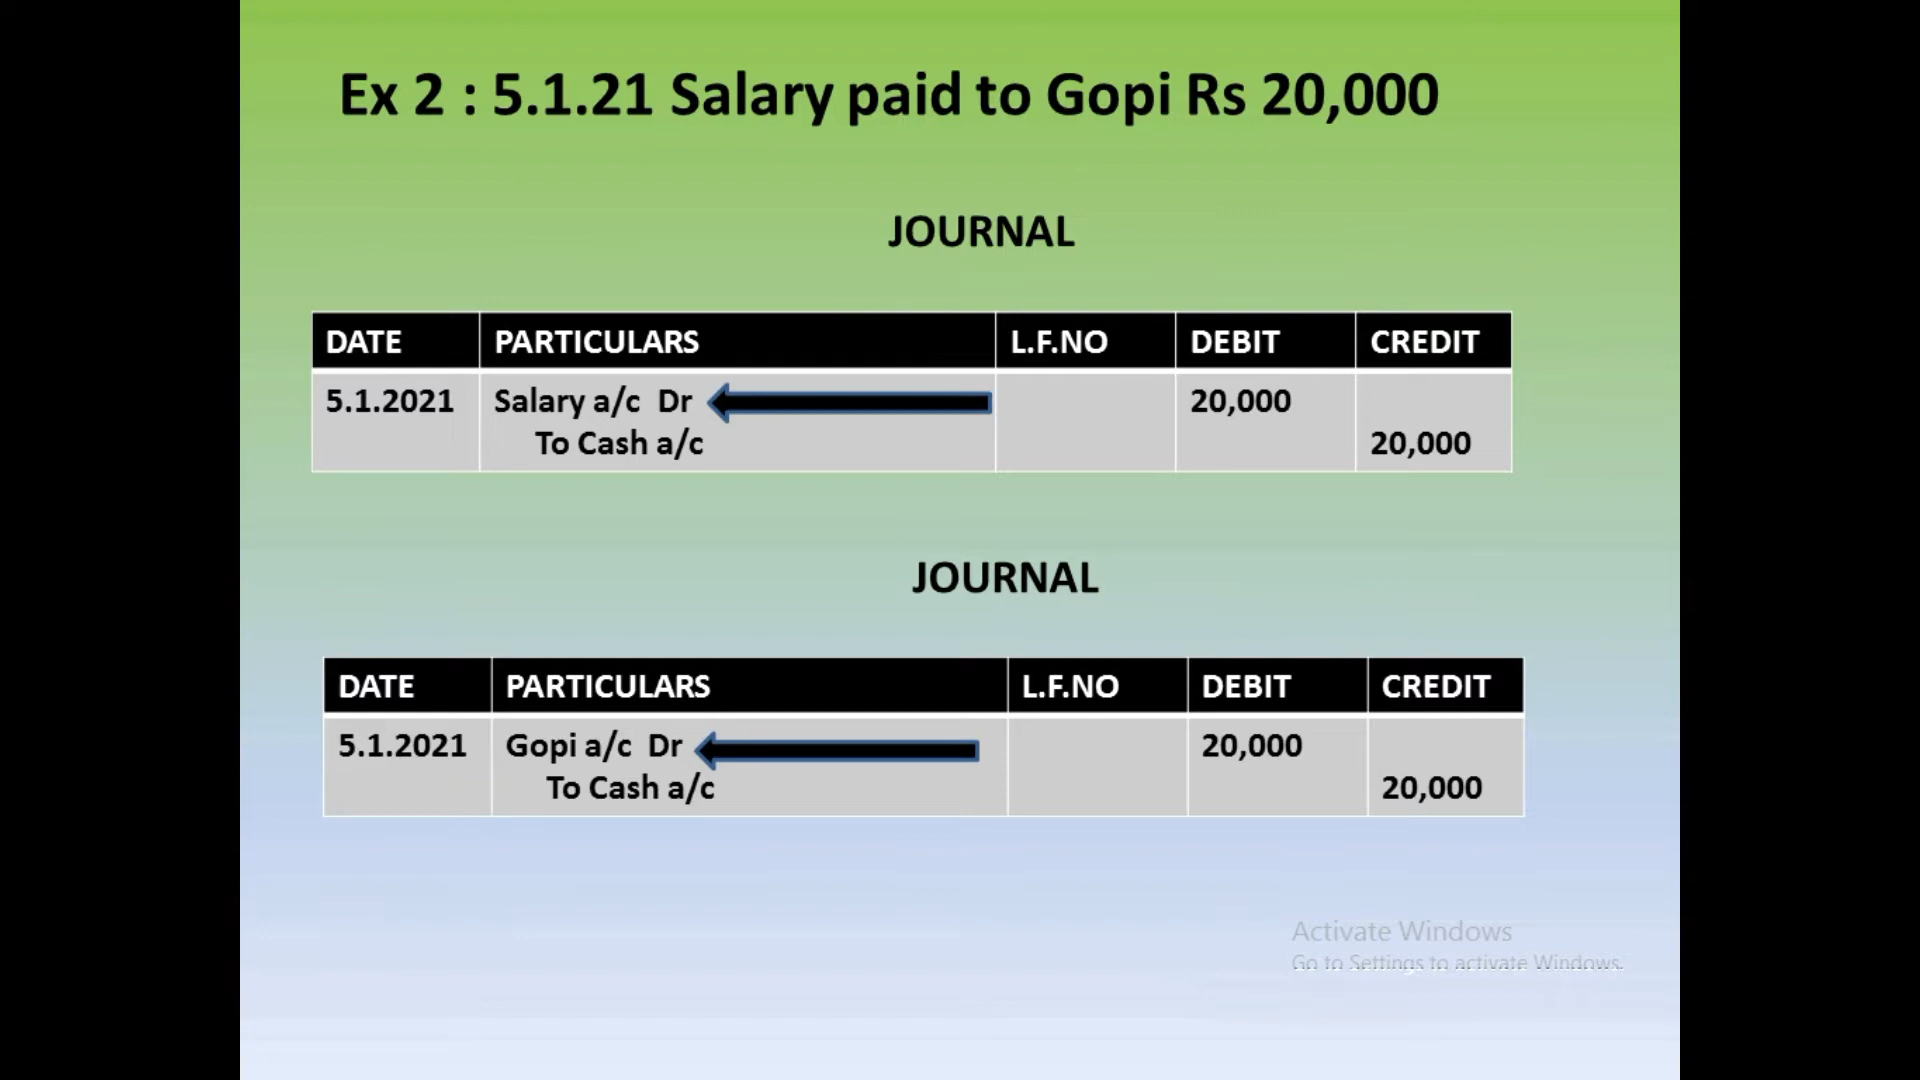 Ex 2 : 5.1.21 Salary paid to Gopi Rs 20,000
JOURNAL
DATE PARTICULARS L.F.NO DEBIT CREDIT
5.1.2021 Salary a/c Dr 20,000
To Cash a/c 20,000
JOURNAL
DATE PARTICULARS L.F.NO DEBIT CREDIT
5.1.2021 Gopi a/c Dr 20,000
To Cash a/c 20,000
Activate Windows
Go to Settings to activate Windows.